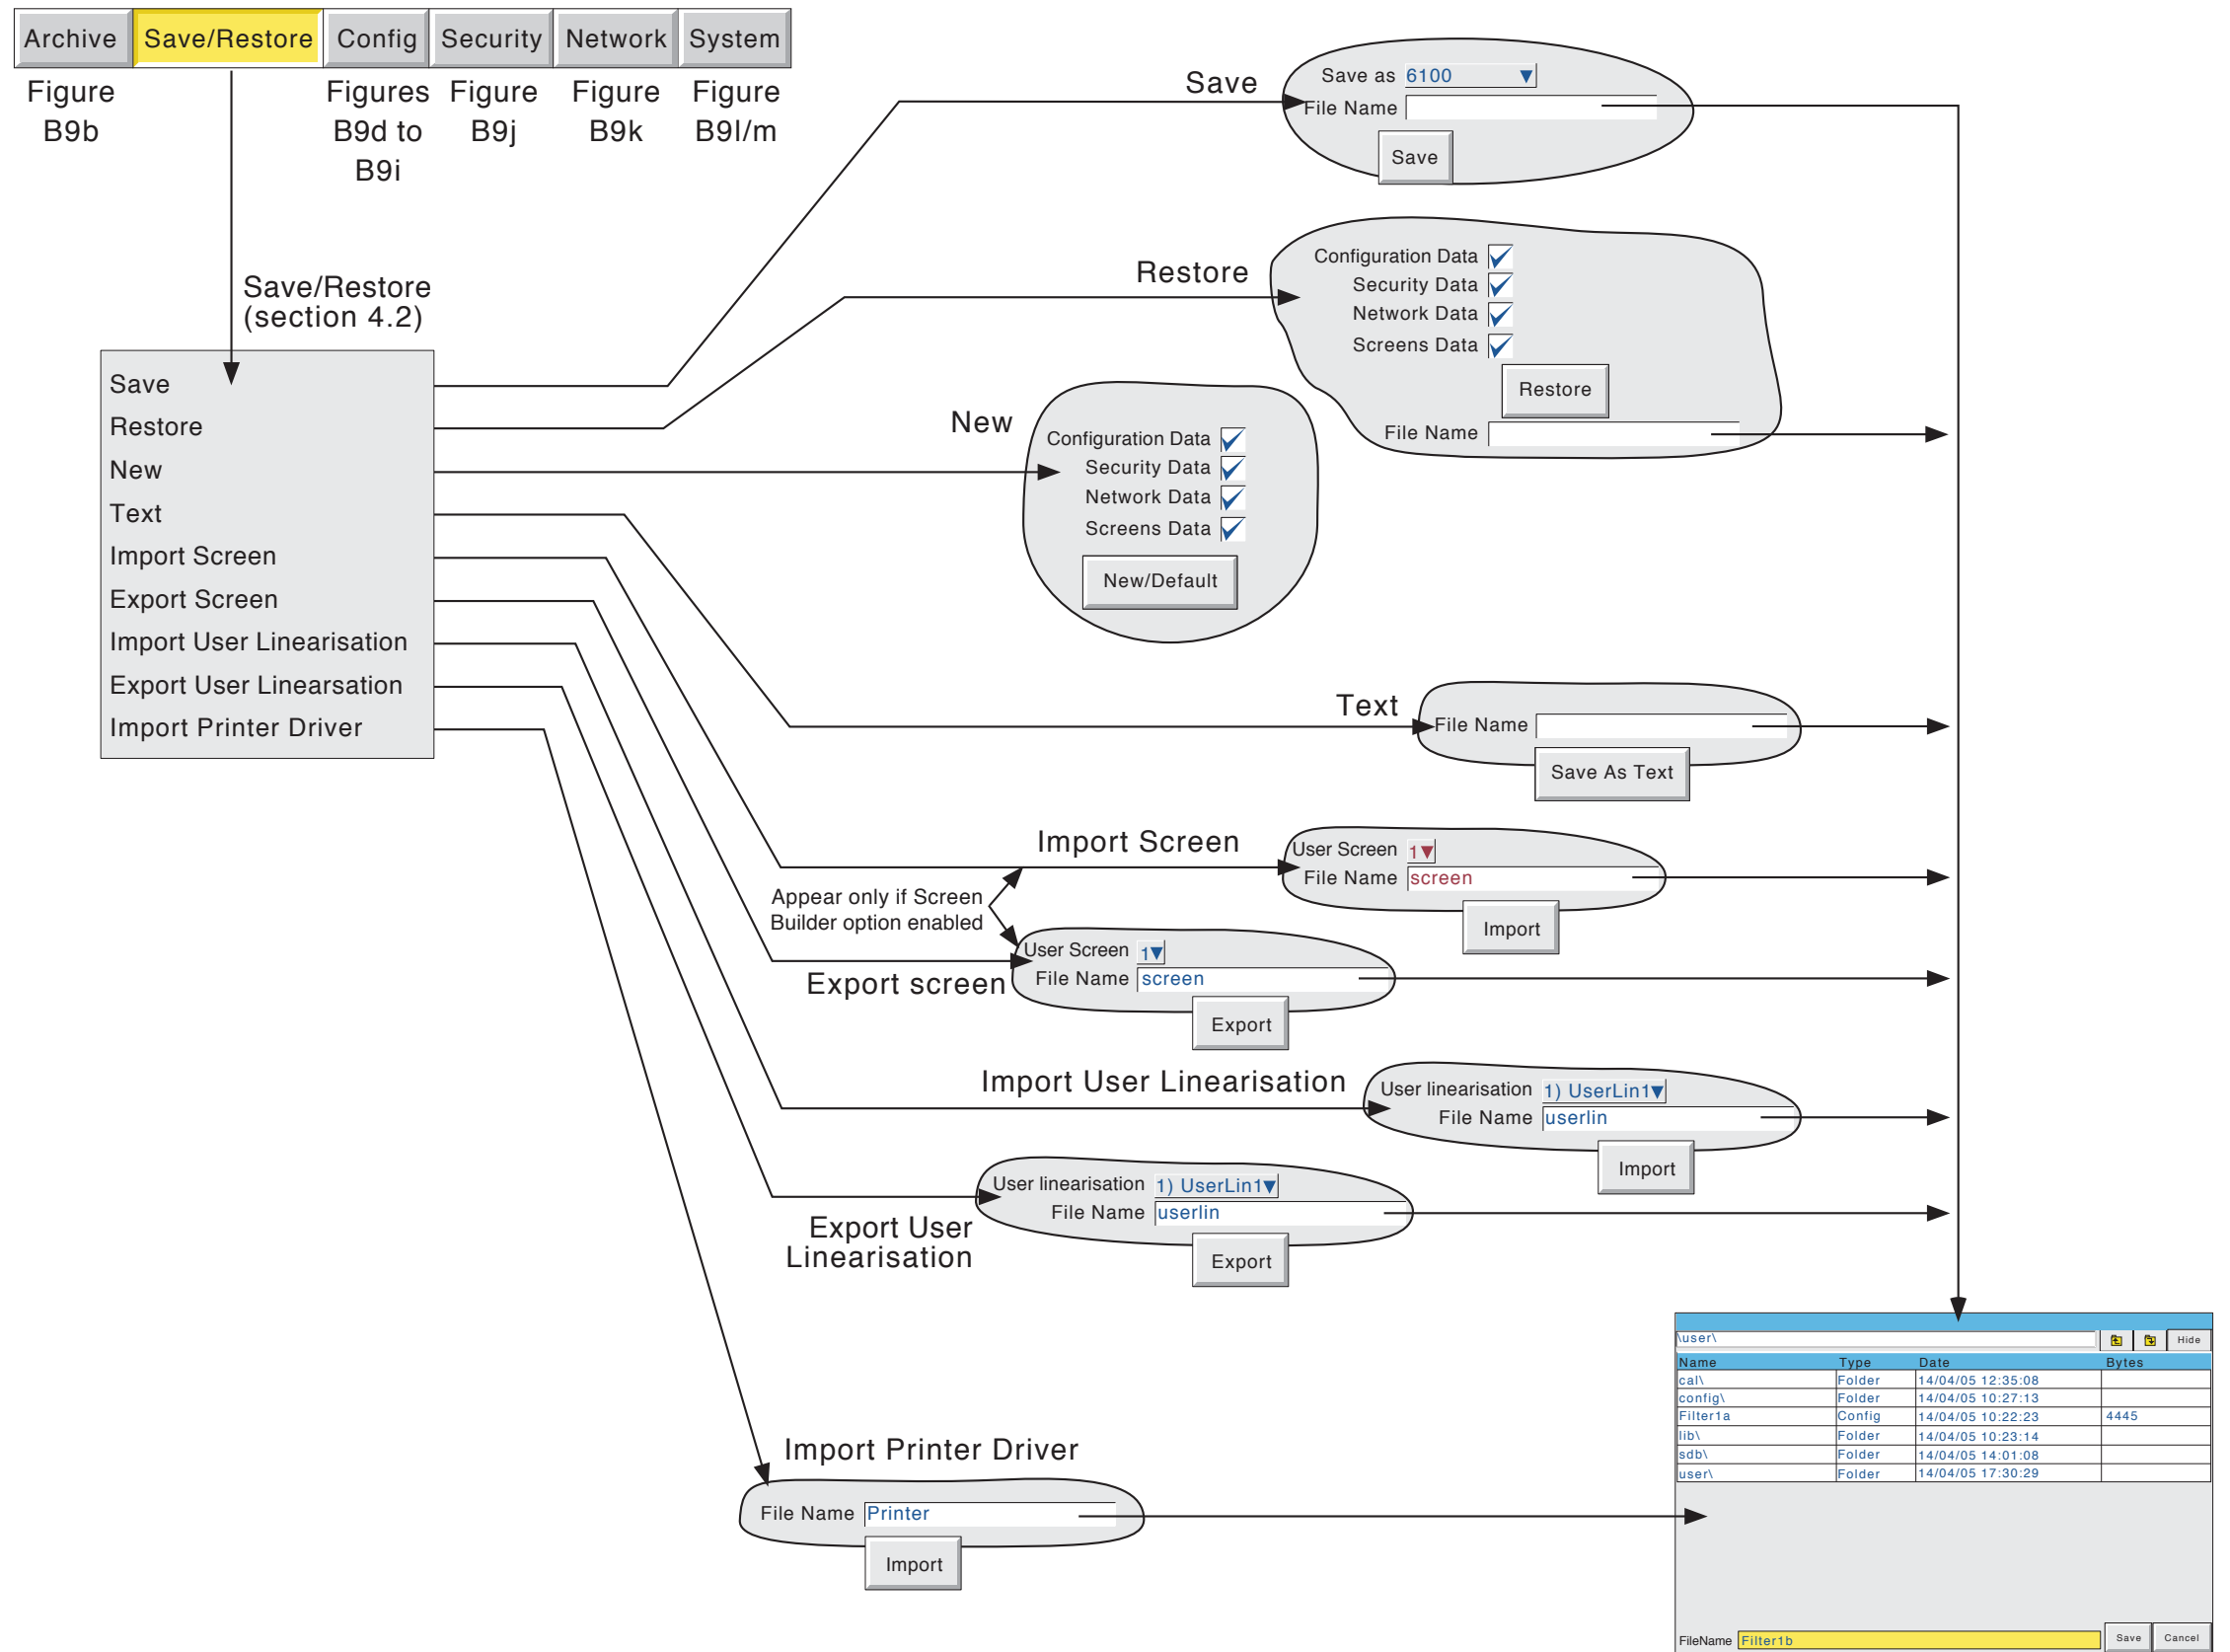 Archive Save/Restore Config Security Network System
Figure B9b
Figures B9d to B9i
Figure B9j
Figure B9k
Figure B9l/m
Save/Restore
(section 4.2)
Save
Restore
New
Text
Import Screen
Export Screen
Import User Linearisation
Export User Linearsation
Import Printer Driver
Save
Save as 6100
File Name
Save
Restore
Configuration Data
Security Data
Network Data
Screens Data
Restore
File Name
New
Configuration Data
Security Data
Network Data
Screens Data
New/Default
Text
File Name
Save As Text
Import Screen
User Screen 1
File Name screen
Import
Appear only if Screen
Builder option enabled
Export screen
User Screen 1
File Name screen
Export
Import User Linearisation
User linearisation 1) UserLin1
File Name userlin
Import
Export User
Linearisation
User linearisation 1) UserLin1
File Name userlin
Export
Import Printer Driver
File Name Printer
Import
\user\ Hide
Name Type Date Bytes
cal\ Folder 14/04/05 12:35:08
config\ Folder 14/04/05 10:27:13
Filter1a Config 14/04/05 10:22:23 4445
lib\ Folder 14/04/05 10:23:14
sdb\ Folder 14/04/05 14:01:08
user\ Folder 14/04/05 17:30:29
FileName Filter1b Save Cancel